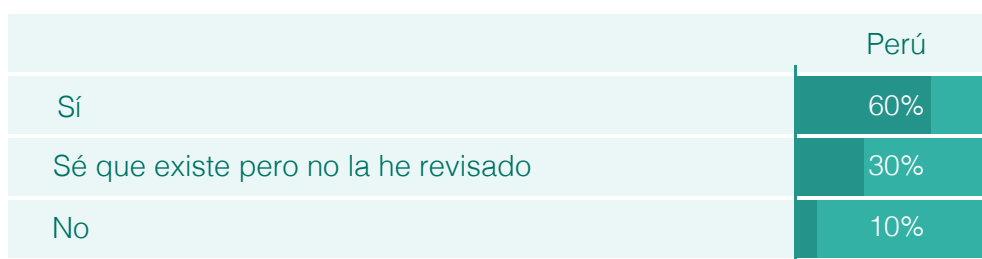 Perú
Sí 60%
Sé que existe pero no la he revisado 30%
No 10%